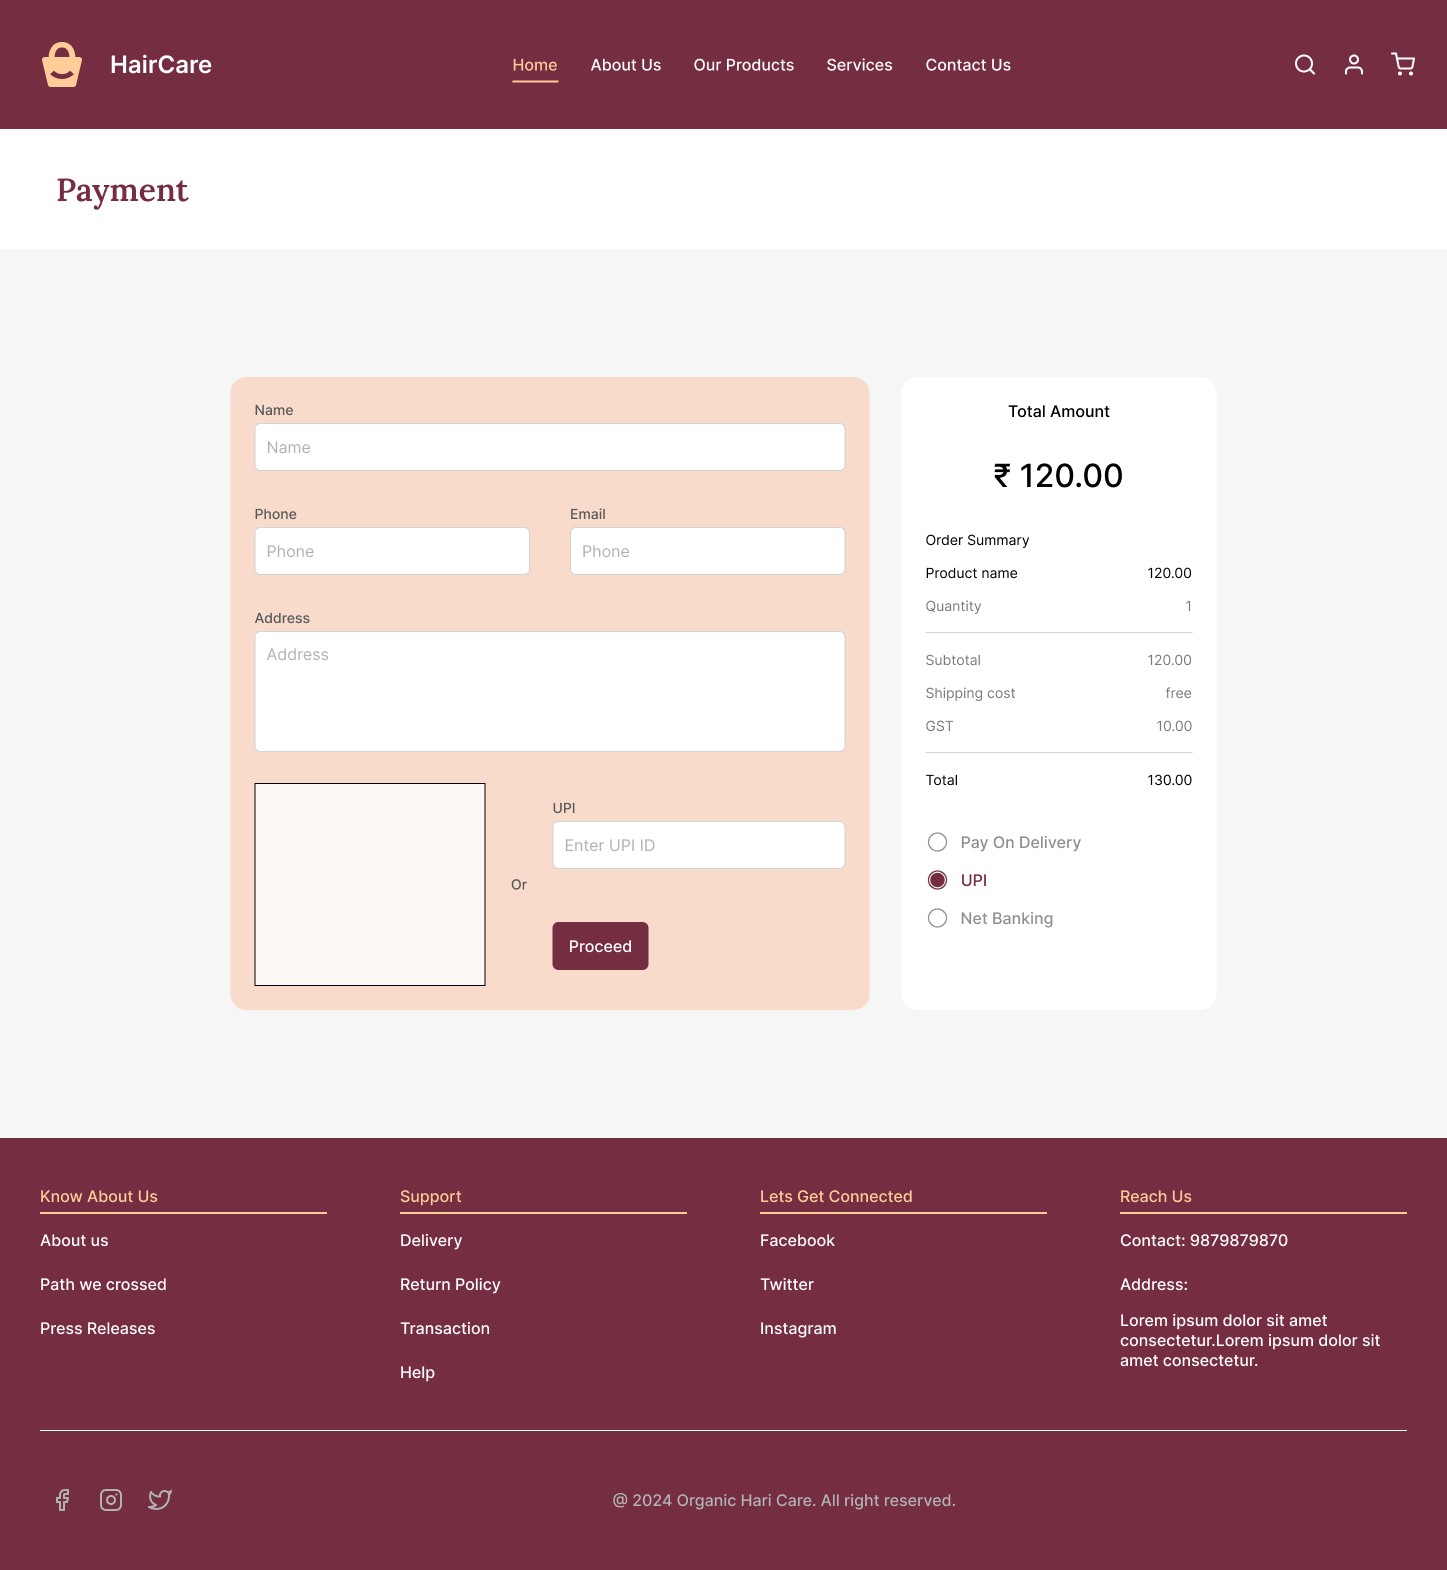 HairCare
Home
About Us
Our Products
Services
Contact Us
Payment
Name
Name
Phone
Email
Phone
Phone
Address
Address
UPI
Enter UPI ID
Or
Proceed
Total Amount
₹ 120.00
Order Summary
Product name 120.00
Quantity 1
Subtotal 120.00
Shipping cost free
GST 10.00
Total 130.00
Pay On Delivery
UPI
Net Banking
Know About Us
About us
Path we crossed
Press Releases
Support
Delivery
Return Policy
Transaction
Help
Lets Get Connected
Facebook
Twitter
Instagram
Reach Us
Contact: 9879879870
Address:
Lorem ipsum dolor sit amet
consectetur.Lorem ipsum dolor sit
amet consectetur.
@ 2024 Organic Hari Care. All right reserved.